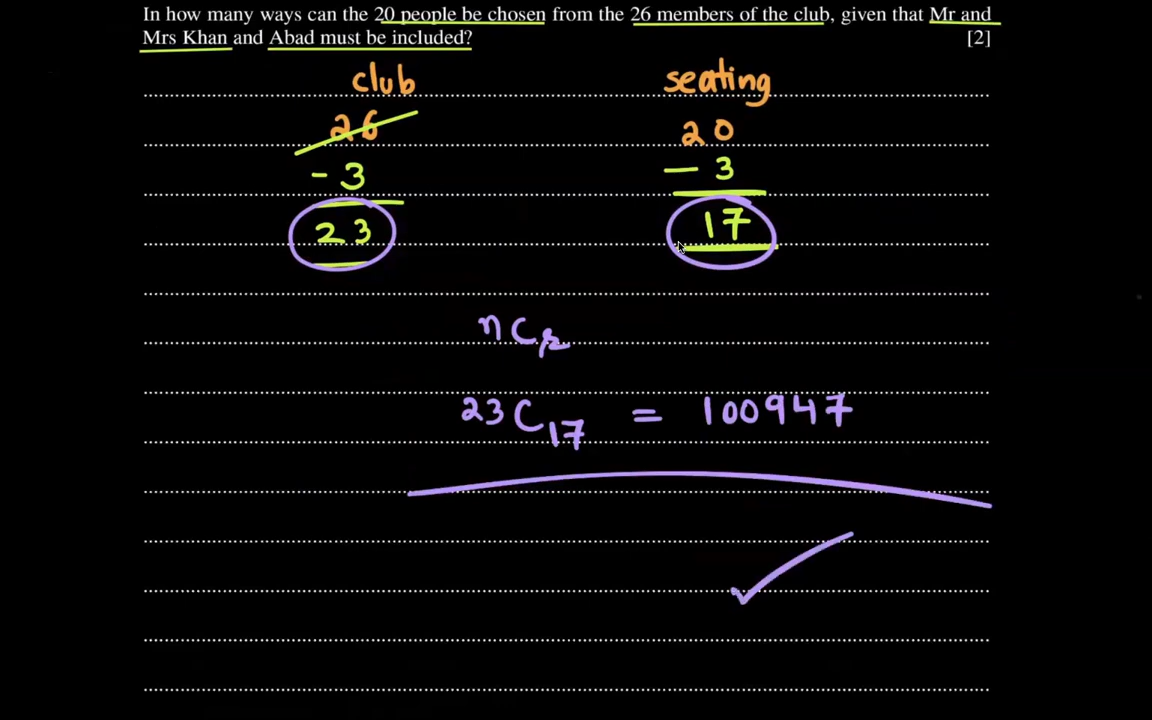 In how many ways can the 20 people be chosen from the 26 members of the club, given that Mr and
Mrs Khan and Abad must be included? [2]
club seating
26 20
- 3 - 3
23 17
nCr
23C17 = 100947